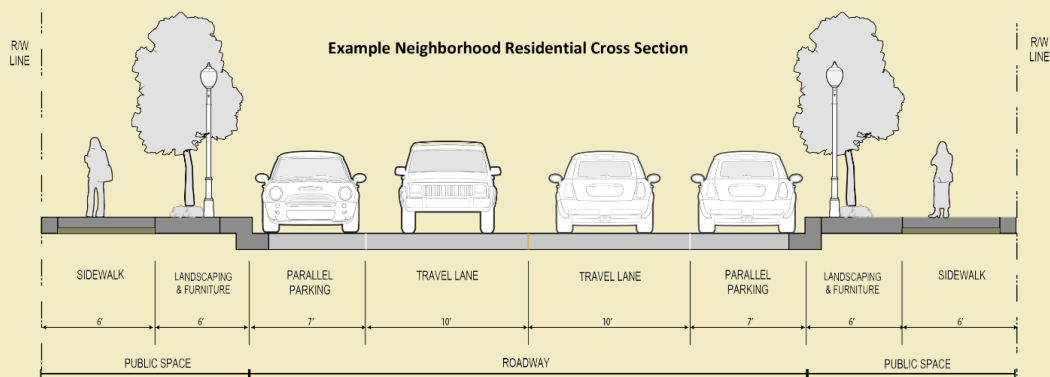 Example Neighborhood Residential Cross Section
R/W
LINE
R/W
LINE
SIDEWALK
LANDSCAPING
& FURNITURE
PARALLEL
PARKING
TRAVEL LANE
TRAVEL LANE
PARALLEL
PARKING
LANDSCAPING
& FURNITURE
SIDEWALK
6'
6'
7'
10'
10'
7'
6'
6'
PUBLIC SPACE
ROADWAY
PUBLIC SPACE